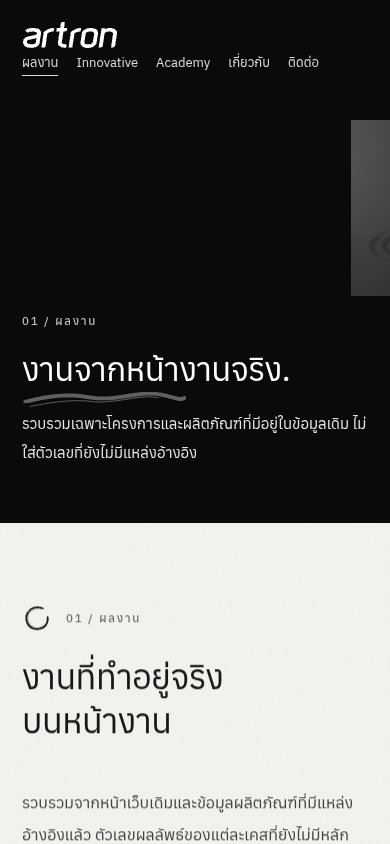 artron
ผลงาน Innovative Academy เกี่ยวกับ ติดต่อ
01 / ผลงาน
งานจากหน้างานจริง.
รวบรวมเฉพาะโครงการและผลิตภัณฑ์ที่มีอยู่ในข้อมูลเดิม ไม่
ใส่ตัวเลขที่ยังไม่มีแหล่งอ้างอิง
01 / ผลงาน
งานที่ทำอยู่จริง
บนหน้างาน
รวบรวมจากหน้าเว็บเดิมและข้อมูลผลิตภัณฑ์ที่มีแหล่ง
อ้างอิงแล้ว ตัวเลขผลลัพธ์ของแต่ละเคสที่ยังไม่มีหลัก